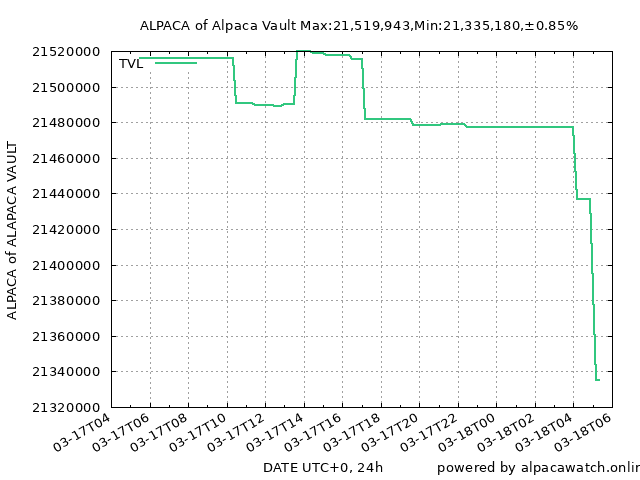 ALPACA of Alpaca Vault Max:21,519,943,Min:21,335,180,±0.85%
TVL
21520000
21500000
21480000
21460000
21440000
21420000
21400000
21380000
21360000
21340000
21320000
ALPACA of ALAPACA VAULT
03-17T04
03-17T06
03-17T08
03-17T10
03-17T12
03-17T14
03-17T16
03-17T18
03-17T20
03-17T22
03-18T00
03-18T02
03-18T04
03-18T06
DATE UTC+0, 24h
powered by alpacawatch.onlin